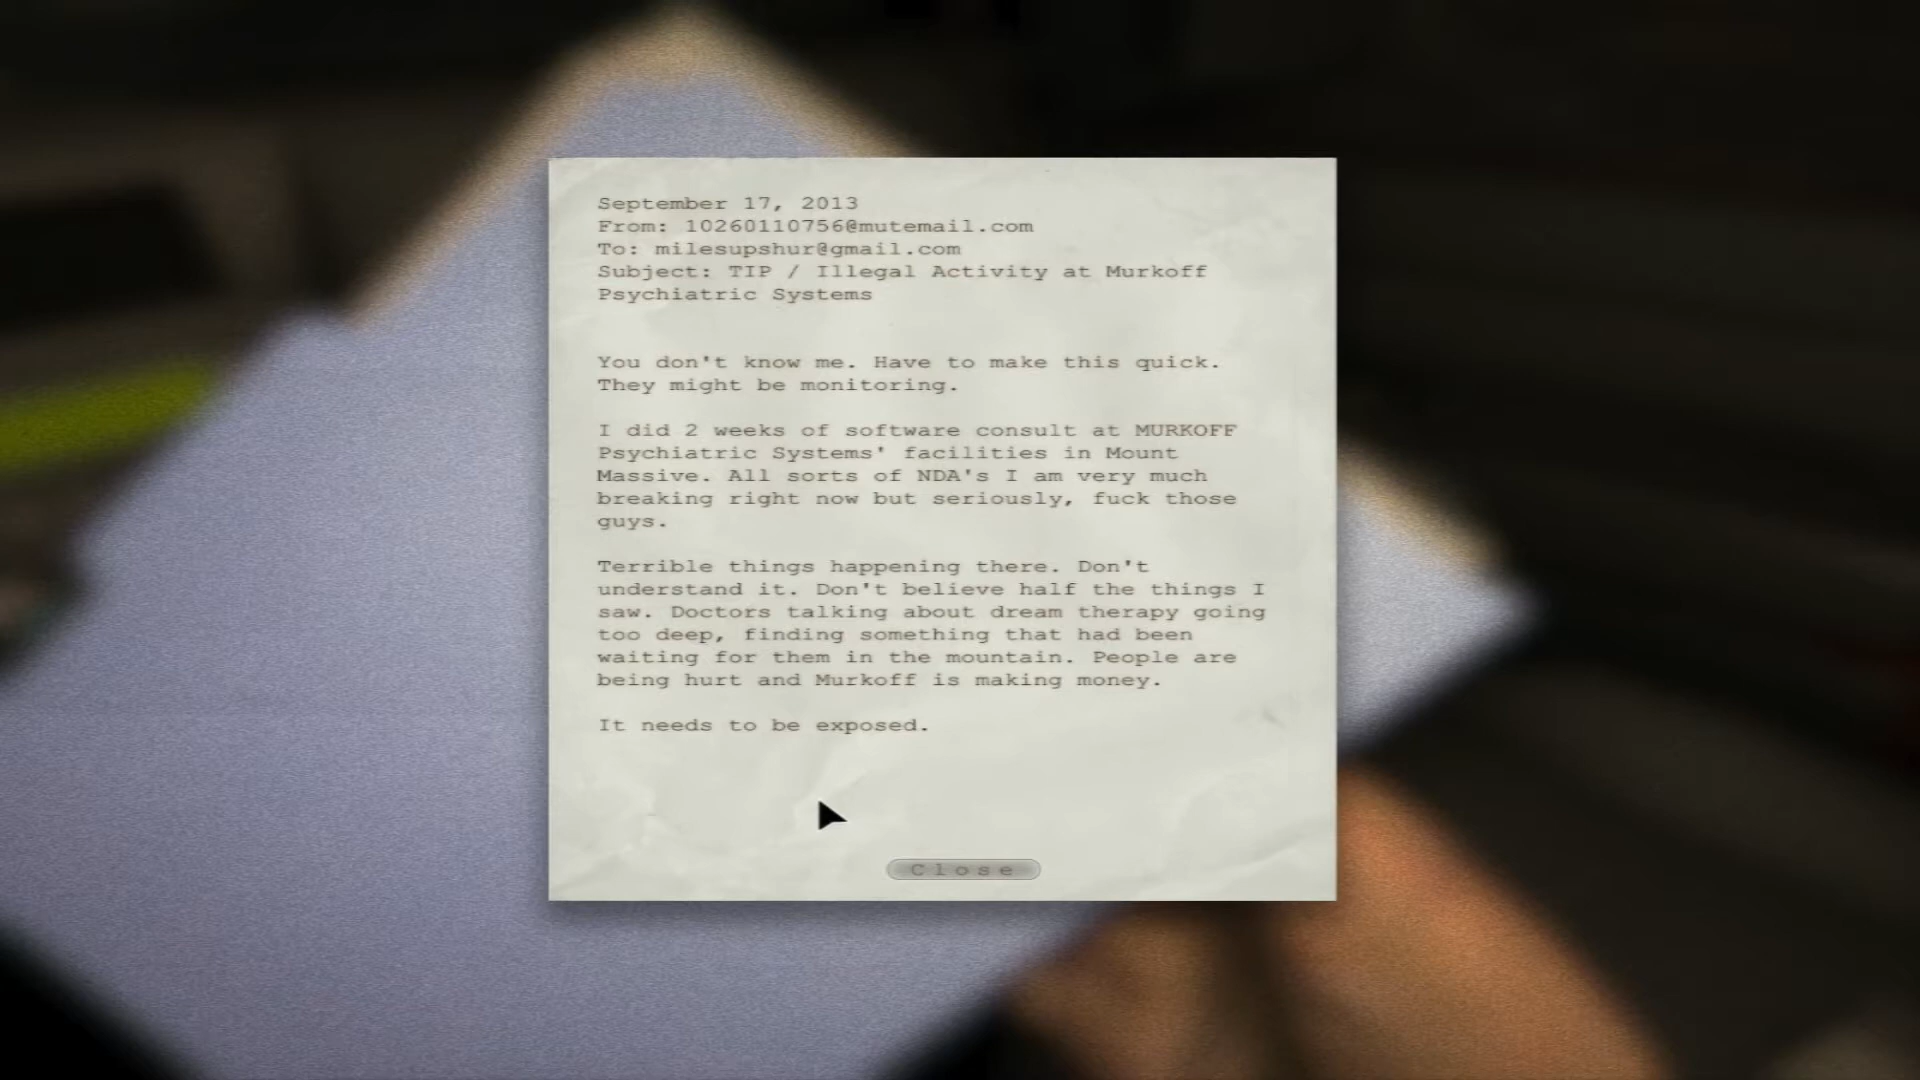 September 17, 2013
From: 10260110756@mutemail.com
To: milesupshur@gmail.com
Subject: TIP / Illegal Activity at Murkoff
Psychiatric Systems
You don't know me. Have to make this quick.
They might be monitoring.
I did 2 weeks of software consult at MURKOFF
Psychiatric Systems' facilities in Mount
Massive. All sorts of NDA's I am very much
breaking right now but seriously, fuck those
guys.
Terrible things happening there. Don't
understand it. Don't believe half the things I
saw. Doctors talking about dream therapy going
too deep, finding something that had been
waiting for them in the mountain. People are
being hurt and Murkoff is making money.
It needs to be exposed.
Close